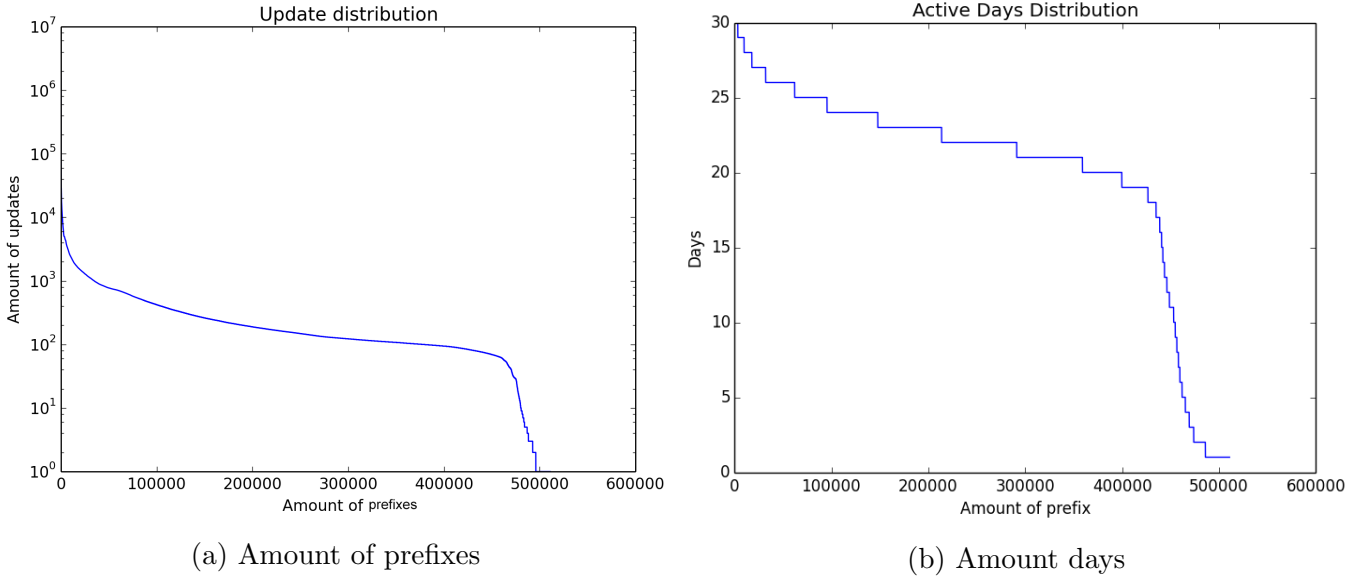 Update distribution
10^7
10^6
10^5
10^4
10^3
10^2
10^1
10^0
Amount of updates
0 100000 200000 300000 400000 500000 600000
Amount of prefixes
(a) Amount of prefixes
Active Days Distribution
30
25
20
15
10
5
0
Days
0 100000 200000 300000 400000 500000 600000
Amount of prefix
(b) Amount days